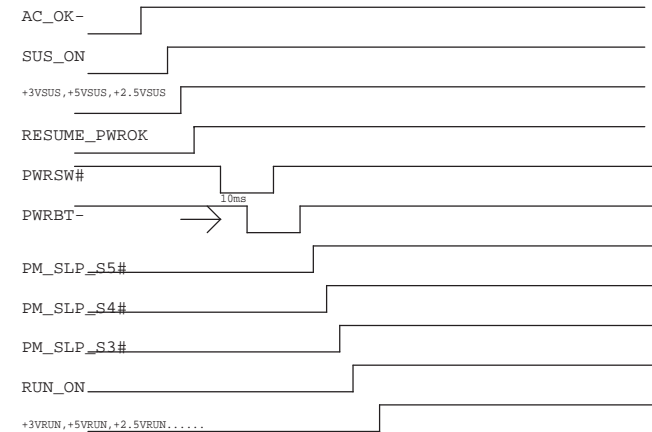 AC_OK-
SUS_ON
+3VSUS,+5VSUS,+2.5VSUS
RESUME_PWROK
PWRSW#
10ms
PWRBT-
PM_SLP_S5#
PM_SLP_S4#
PM_SLP_S3#
RUN_ON
+3VRUN,+5VRUN,+2.5VRUN......